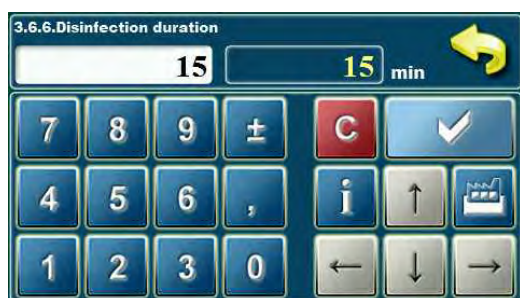 3.6.6.Disinfection duration
15 15 min
7 8 9 ± C
4 5 6 , i ↑
1 2 3 0 ← ↓ →